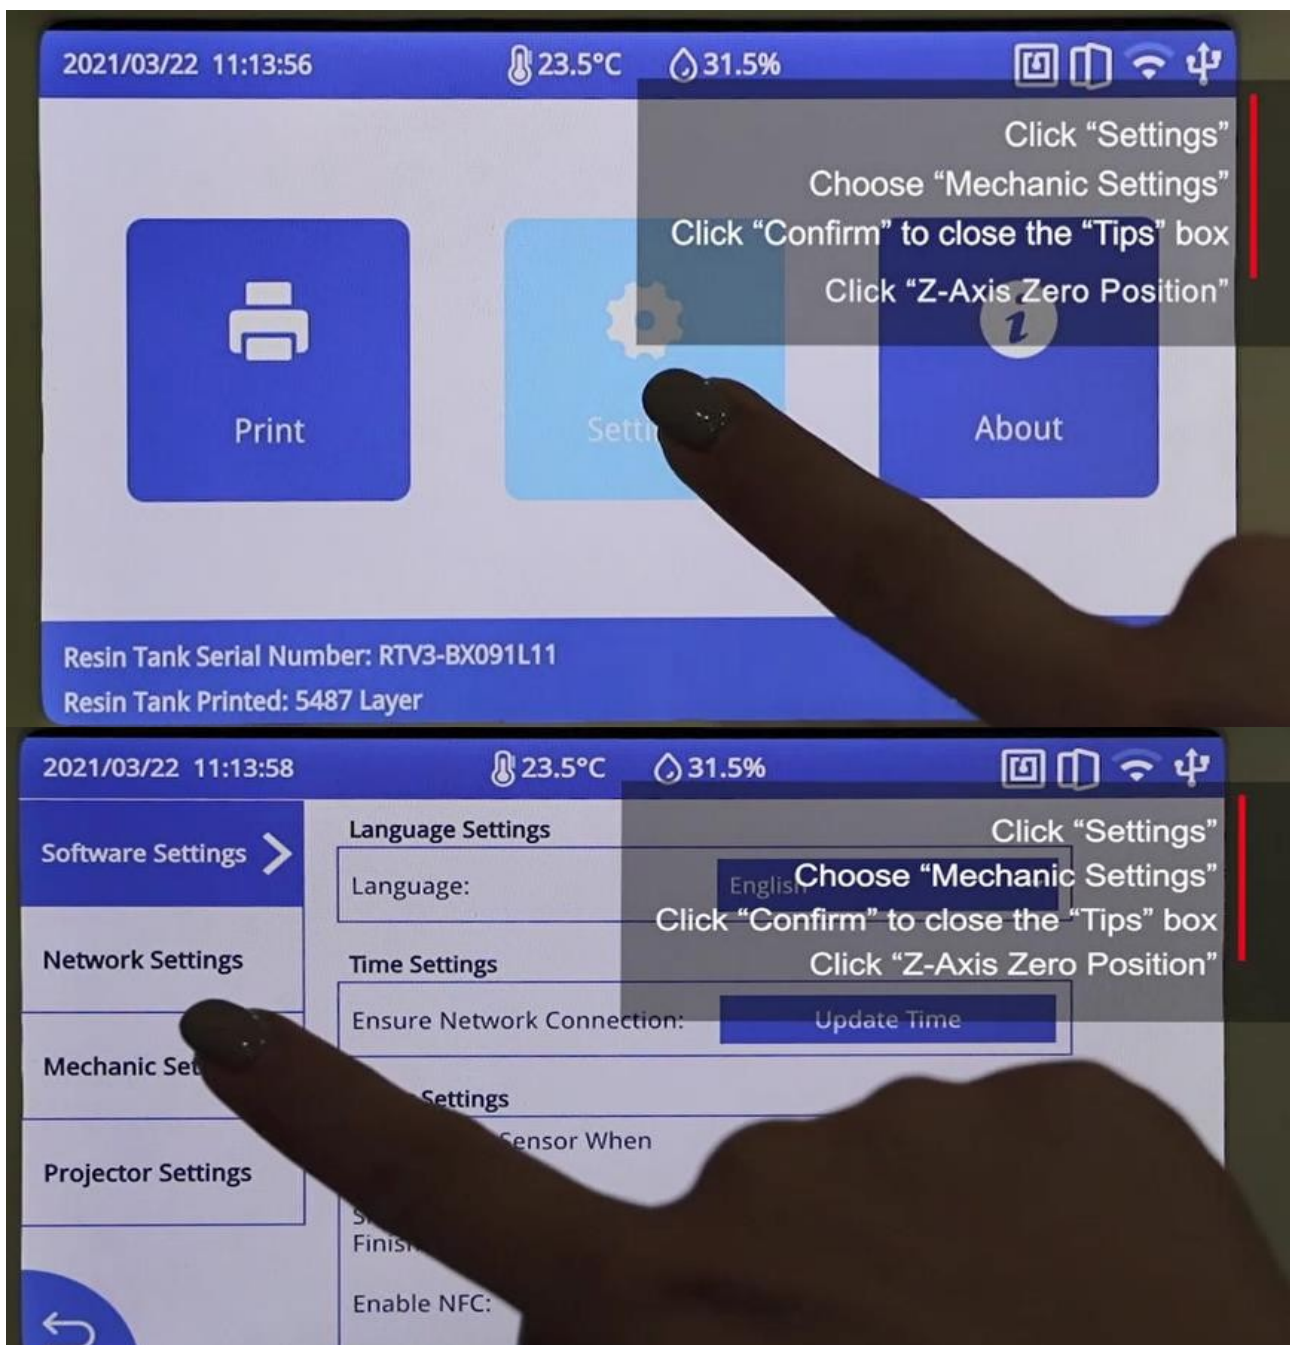 2021/03/22 11:13:56 23.5°C 31.5%
Click “Settings”
Choose “Mechanic Settings”
Click “Confirm” to close the “Tips” box
Click “Z-Axis Zero Position”
Print
About
Resin Tank Serial Number: RTV3-BX091L11
Resin Tank Printed: 5487 Layer
2021/03/22 11:13:58 23.5°C 31.5%
Click “Settings”
Choose “Mechanic Settings”
Click “Confirm” to close the “Tips” box
Click “Z-Axis Zero Position”
Software Settings
Network Settings
Mechanic
Projector Settings
Language Settings
Language: English
Time Settings
Ensure Network Connection: Update Time
Settings
Sensor When
Enable NFC: